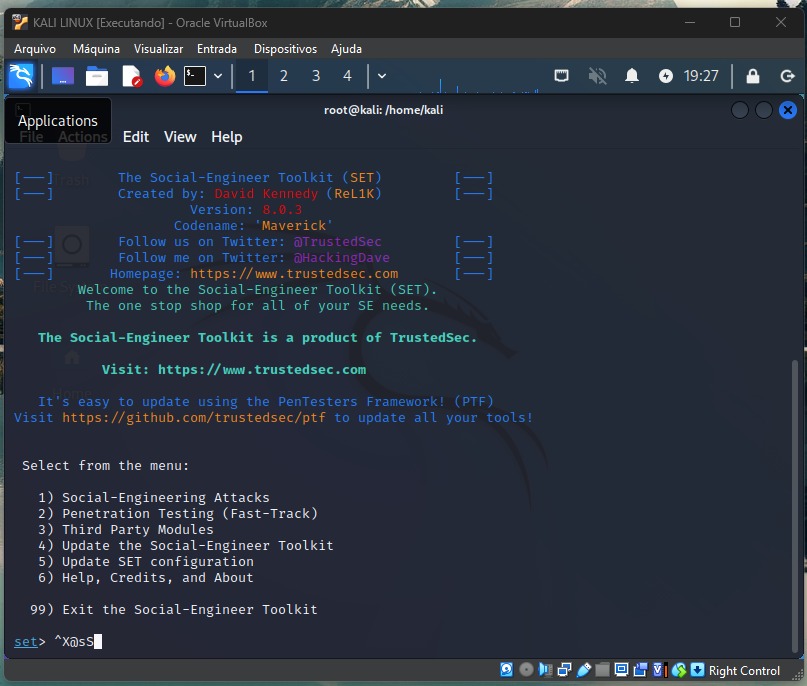 KALI LINUX [Executando] - Oracle VirtualBox
Arquivo Máquina Visualizar Entrada Dispositivos Ajuda
1 2 3 4 19:27
root@kali: /home/kali
Applications
File Actions Edit View Help
Trash
[---] The Social-Engineer Toolkit (SET) [---]
[---] Created by: David Kennedy (ReL1K) [---]
Version: 8.0.3
Codename: 'Maverick'
[---] Follow us on Twitter: @TrustedSec [---]
[---] Follow me on Twitter: @HackingDave [---]
[---] Homepage: https://www.trustedsec.com [---]
Welcome to the Social-Engineer Toolkit (SET).
The one stop shop for all of your SE needs.
The Social-Engineer Toolkit is a product of TrustedSec.
Visit: https://www.trustedsec.com
It's easy to update using the PenTesters Framework! (PTF)
Visit https://github.com/trustedsec/ptf to update all your tools!
Select from the menu:
1) Social-Engineering Attacks
2) Penetration Testing (Fast-Track)
3) Third Party Modules
4) Update the Social-Engineer Toolkit
5) Update SET configuration
6) Help, Credits, and About
99) Exit the Social-Engineer Toolkit
set> ^X@sS
Right Control